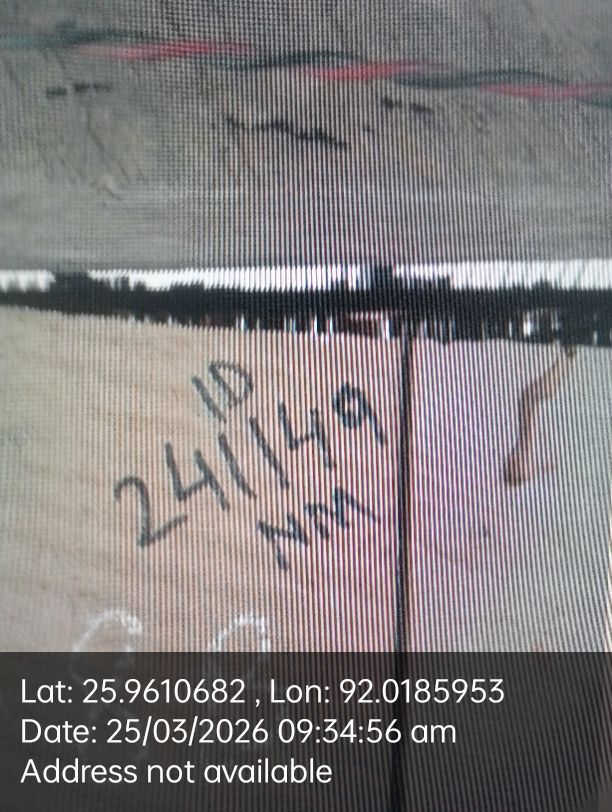 ID
241149
NM
Lat: 25.9610682 , Lon: 92.0185953
Date: 25/03/2026 09:34:56 am
Address not available